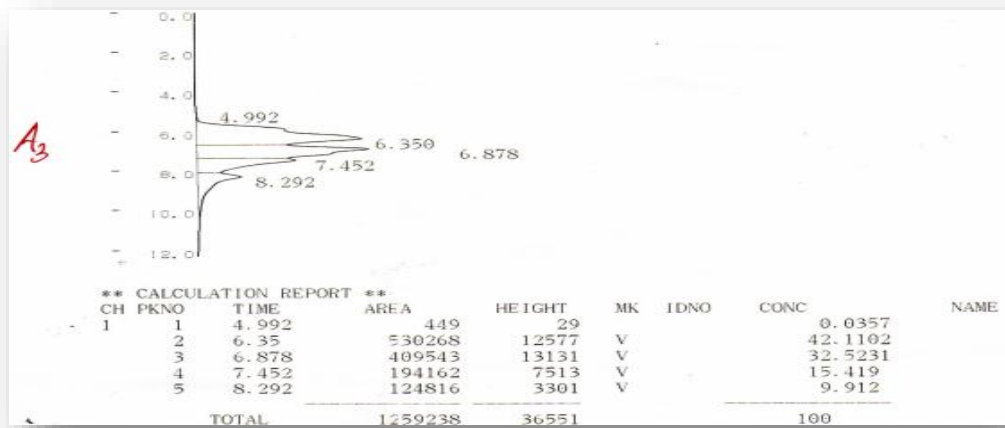 0.0
2.0
4.0
4.992
A3
6.0
6.350
6.878
7.452
8.0
8.292
10.0
12.0
** CALCULATION REPORT **
CH PKNO TIME AREA HEIGHT MK IDNO CONC NAME
1 1 4.992 449 29 0.0357
2 6.35 530268 12577 V 42.1102
3 6.878 409543 13131 V 32.5231
4 7.452 194162 7513 V 15.419
5 8.292 124816 3301 V 9.912
TOTAL 1259238 36551 100